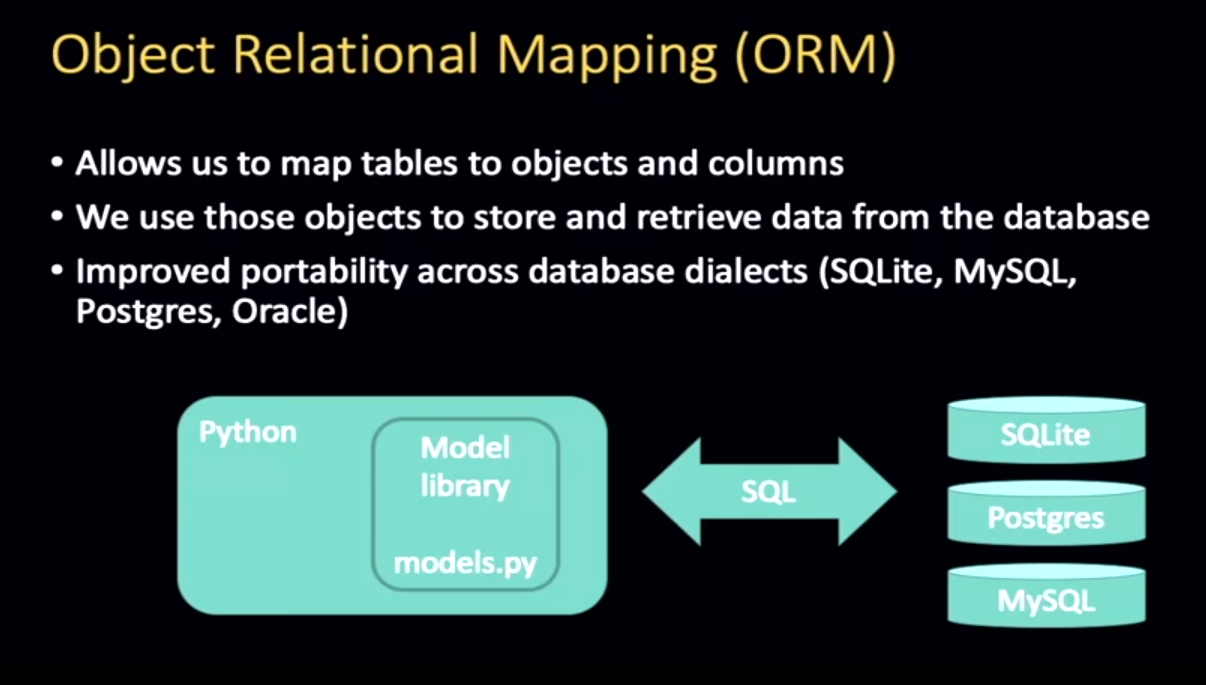 Object Relational Mapping (ORM)
• Allows us to map tables to objects and columns
• We use those objects to store and retrieve data from the database
• Improved portability across database dialects (SQLite, MySQL,
Postgres, Oracle)
Python
Model
library
models.py
SQL
SQLite
Postgres
MySQL